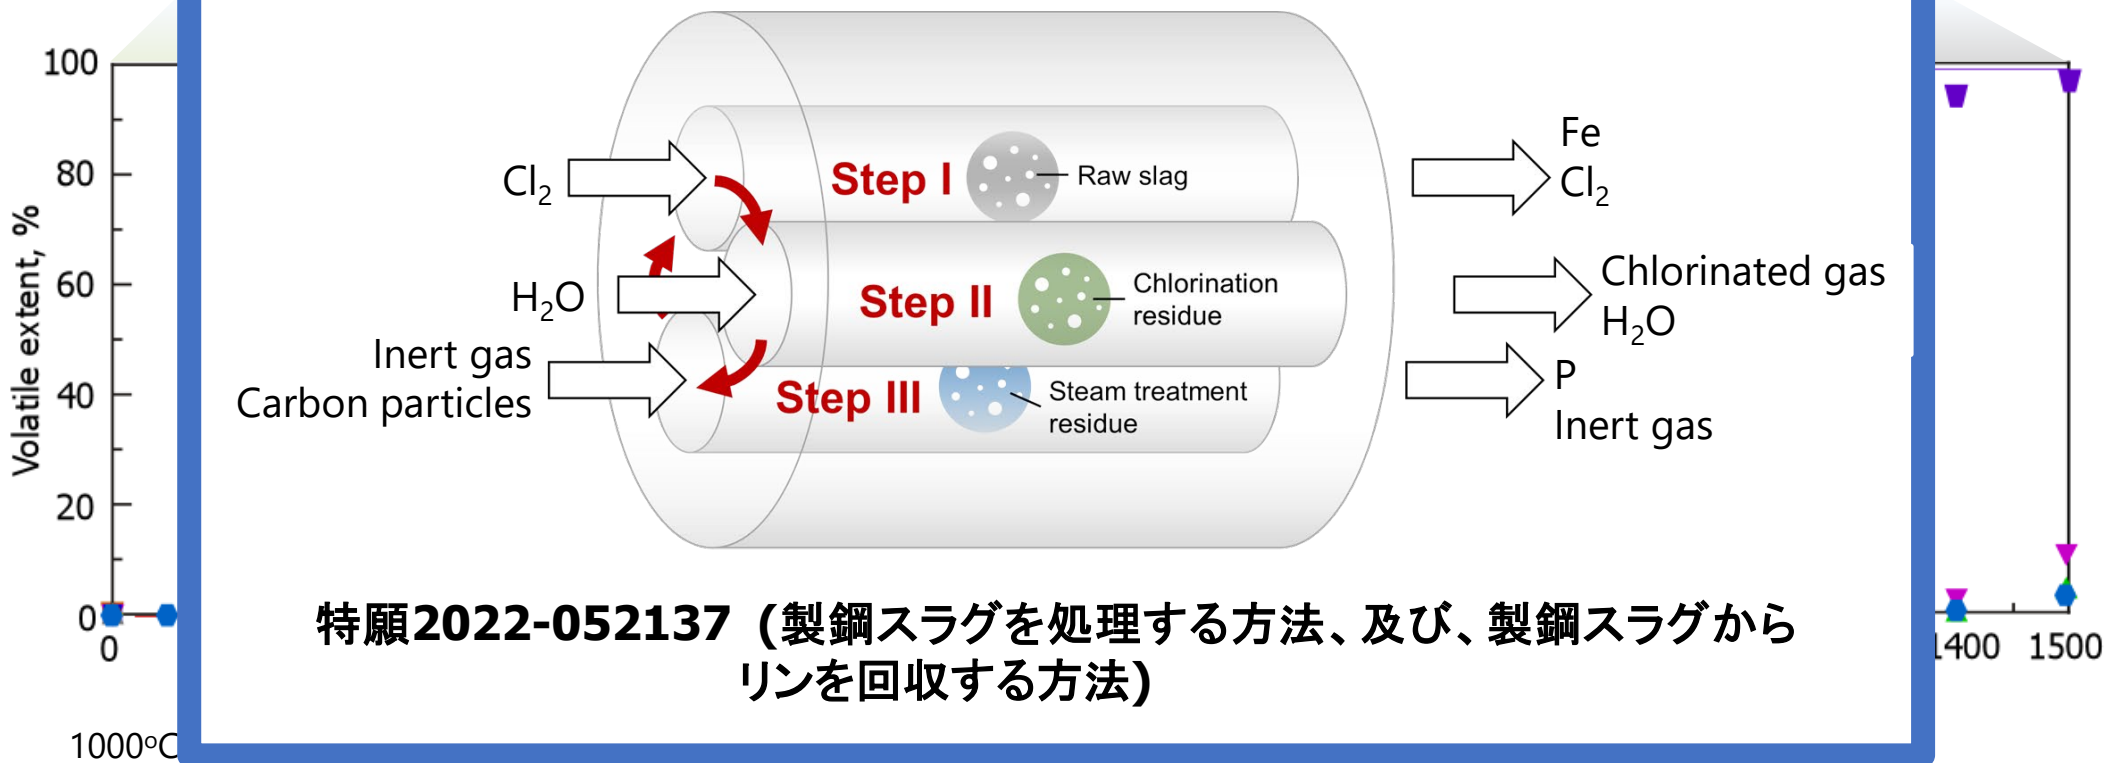 100
80
60
40
20
0
0
Volatile extent, %
1000°C
Cl₂
H₂O
Inert gas
Carbon particles
Step I
Raw slag
Step II
Chlorination
residue
Step III
Steam treatment
residue
Fe
Cl₂
Chlorinated gas
H₂O
P
Inert gas
特願2022-052137 (製鋼スラグを処理する方法、及び、製鋼スラグから
リンを回収する方法)
1400 1500